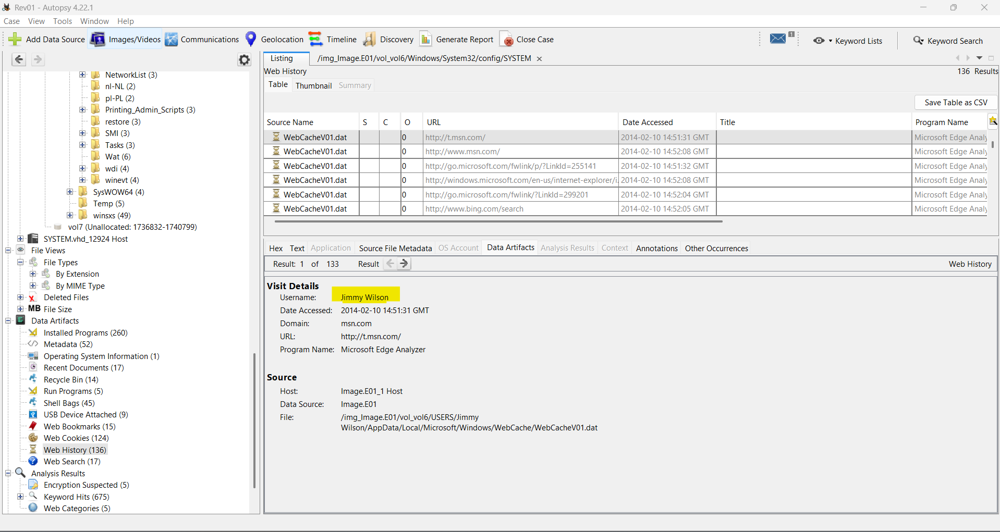 Rev01 - Autopsy 4.22.1
Case View Tools Window Help
Add Data Source Images/Videos Communications Geolocation Timeline Discovery Generate Report Close Case 1 Keyword Lists Keyword Search
NetworkList (3)
nl-NL (2)
pl-PL (2)
Printing_Admin_Scripts (3)
restore (3)
SMI (3)
Tasks (3)
Wat (6)
wdi (4)
winevt (4)
SysWOW64 (4)
Temp (5)
winsxs (49)
vol7 (Unallocated: 1736832-1740799)
SYSTEM.vhd_12924 Host
File Views
File Types
By Extension
By MIME Type
Deleted Files
MB File Size
Data Artifacts
Installed Programs (260)
Metadata (52)
Operating System Information (1)
Recent Documents (17)
Recycle Bin (14)
Run Programs (5)
Shell Bags (45)
USB Device Attached (9)
Web Bookmarks (15)
Web Cookies (124)
Web History (136)
Web Search (17)
Analysis Results
Encryption Suspected (5)
Keyword Hits (675)
Web Categories (5)
Listing /img_Image.E01/vol_vol6/Windows/System32/config/SYSTEM
Web History 136 Results
Table Thumbnail Summary
Save Table as CSV
Source Name S C O URL Date Accessed Title Program Name
WebCacheV01.dat 0 http://t.msn.com/ 2014-02-10 14:51:31 GMT Microsoft Edge Analy
WebCacheV01.dat 0 http://www.msn.com/ 2014-02-10 14:52:08 GMT Microsoft Edge Analy
WebCacheV01.dat 0 http://go.microsoft.com/fwlink/p/?LinkId=255141 2014-02-10 14:51:32 GMT Microsoft Edge Analy
WebCacheV01.dat 0 http://windows.microsoft.com/en-us/internet-explorer/i. 2014-02-10 14:52:08 GMT Microsoft Edge Analy
WebCacheV01.dat 0 http://go.microsoft.com/fwlink/?LinkId=299201 2014-02-10 14:52:04 GMT Microsoft Edge Analy
WebCacheV01.dat 0 http://www.bing.com/search 2014-02-10 14:52:05 GMT Microsoft Edge Analy
Hex Text Application Source File Metadata OS Account Data Artifacts Analysis Results Context Annotations Other Occurrences
Result: 1 of 133 Result Web History
Visit Details
Username: Jimmy Wilson
Date Accessed: 2014-02-10 14:51:31 GMT
Domain: msn.com
URL: http://t.msn.com/
Program Name: Microsoft Edge Analyzer
Source
Host: Image.E01_1 Host
Data Source: Image.E01
File: /img_Image.E01/vol_vol6/USERS/Jimmy
Wilson/AppData/Local/Microsoft/Windows/WebCache/WebCacheV01.dat